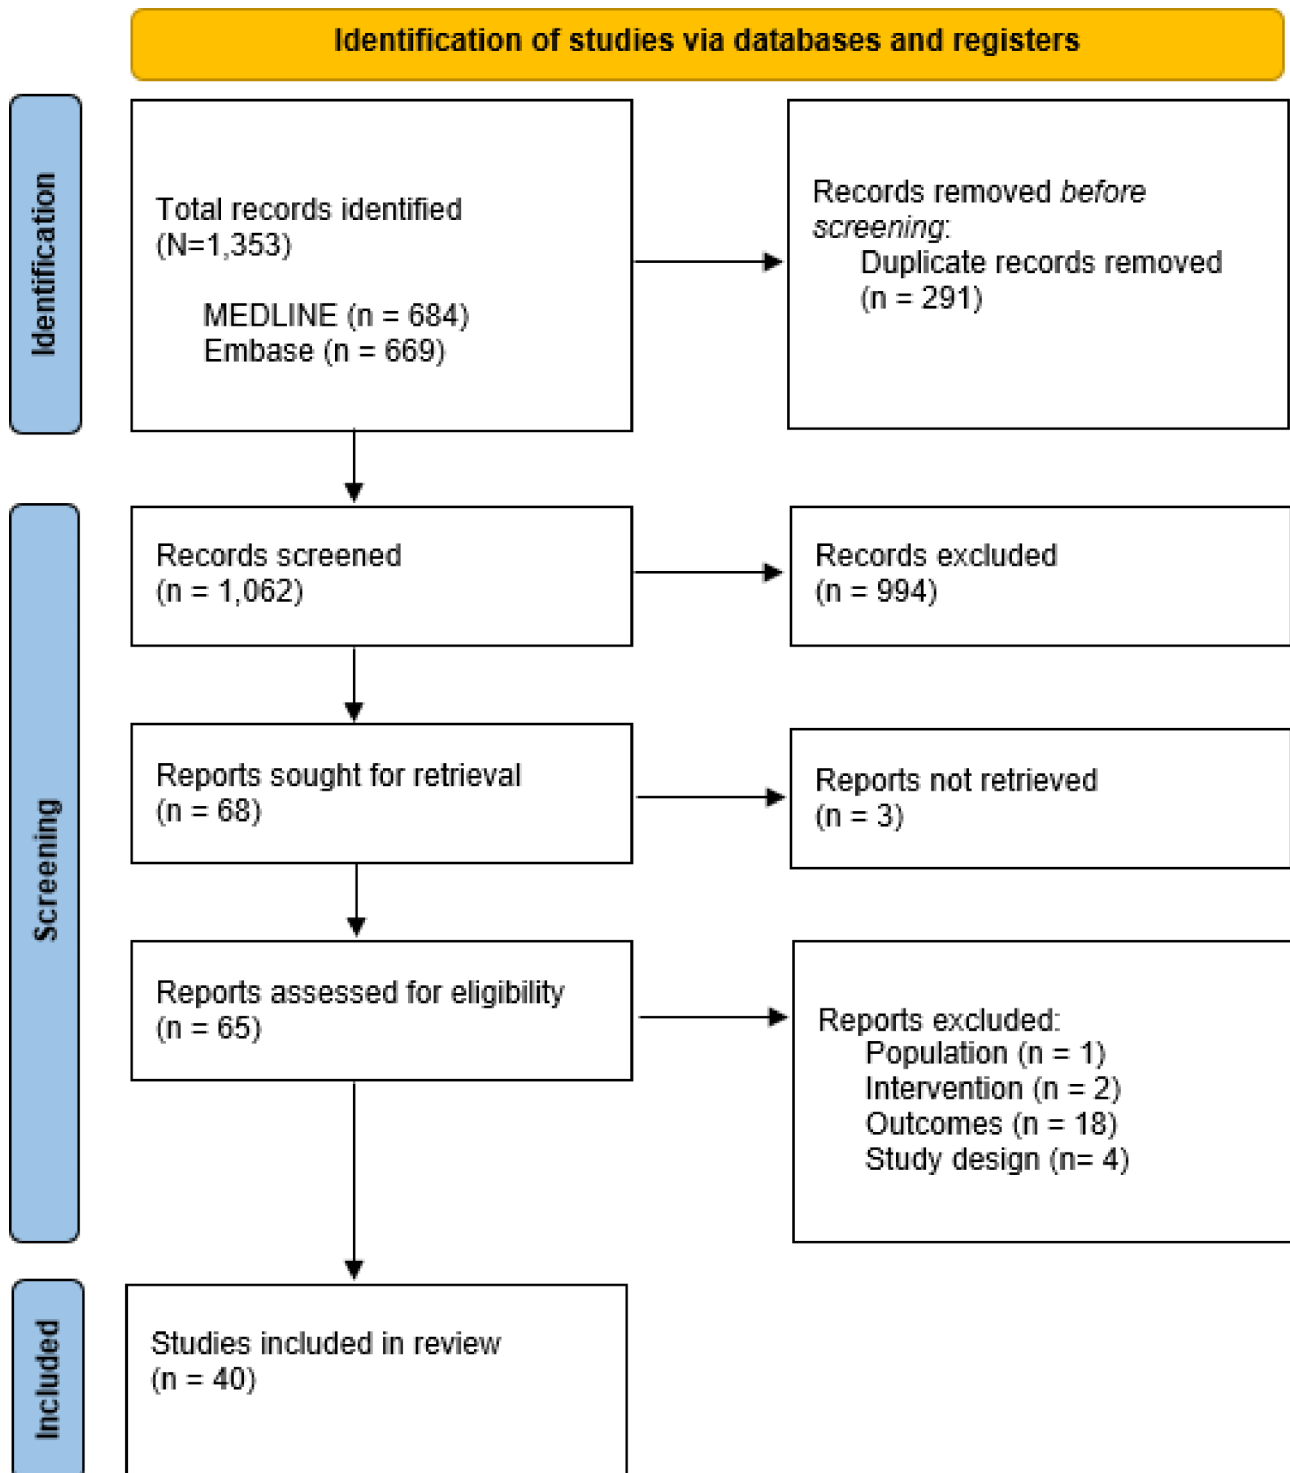 Identification of studies via databases and registers
Identification
Total records identified
(N=1,353)
MEDLINE (n = 684)
Embase (n = 669)
Records removed before
screening:
Duplicate records removed
(n = 291)
Screening
Records screened
(n = 1,062)
Records excluded
(n = 994)
Reports sought for retrieval
(n = 68)
Reports not retrieved
(n = 3)
Reports assessed for eligibility
(n = 65)
Reports excluded:
Population (n = 1)
Intervention (n = 2)
Outcomes (n = 18)
Study design (n= 4)
Included
Studies included in review
(n = 40)